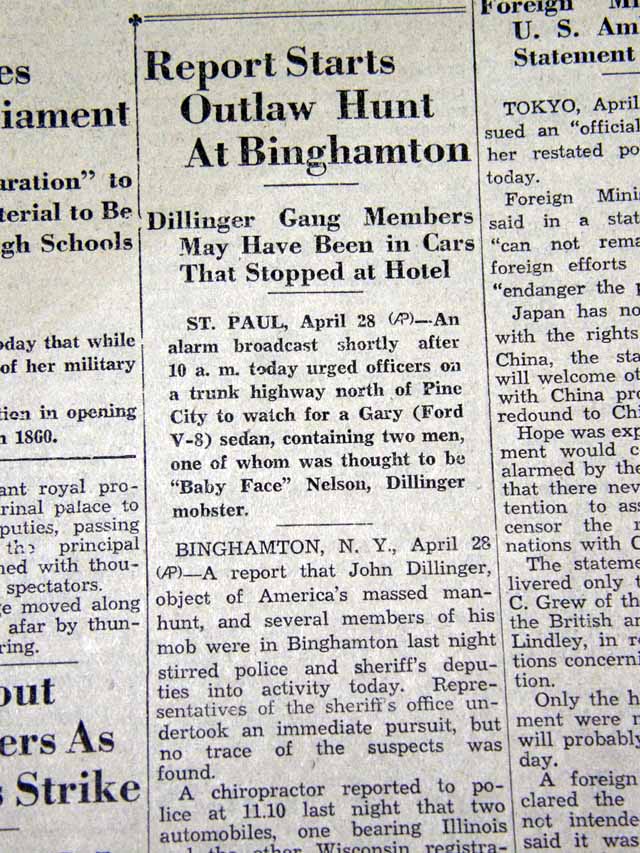 es
iament
aration" to
terial to Be
gh Schools
oday that while
of her military
tion in opening
n 1860.
ant royal pro-
rinal palace to
puties, passing
the principal
ned with thou-
spectators.
ge moved along
afar by thun-
ring.
out
ers As
s Strike
Report Starts
Outlaw Hunt
At Binghamton
Dillinger Gang Members
May Have Been in Cars
That Stopped at Hotel
ST. PAUL, April 28 (AP)—An
alarm broadcast shortly after
10 a. m. today urged officers on
a trunk highway north of Pine
City to watch for a Gary (Ford
V-8) sedan, containing two men,
one of whom was thought to be
"Baby Face" Nelson, Dillinger
mobster.
BINGHAMTON, N. Y., April 28
(AP)—A report that John Dillinger,
object of America's massed man-
hunt, and several members of his
mob were in Binghamton last night
stirred police and sheriff's depu-
ties into activity today. Repre-
sentatives of the sheriff's office un-
dertook an immediate pursuit, but
no trace of the suspects was
found.
A chiropractor reported to po-
lice at 11.10 last night that two
automobiles, one bearing Illinois
and the other Wisconsin registra-
Foreign Mi
U. S. Am
Statement
TOKYO, April
sued an "official
her restated po
today.
Foreign Minis
said in a stat
"can not rema
foreign efforts
"endanger the p
Japan has no
with the rights
China, the sta
will welcome ot
with China pro
redound to Chi
Hope was exp
ment would c
alarmed by the
that there nev
tention to ass
censor the r
nations with C
The stateme
livered only t
C. Grew of th
the British an
Lindley, in re
tions concerni
tion.
Only the h
ment were r
will probably
day.
A foreign
clared the
not intende
said it was